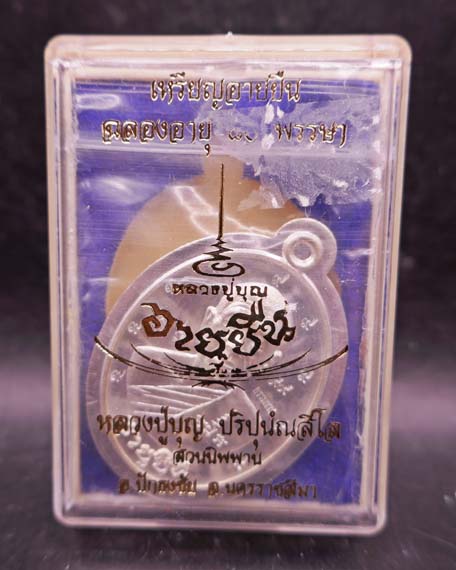 เหรียญอายุยืน
ฉลองอายุ ๘๐ พรรษา
หลวงปู่บุญ
อายุยืน
หลวงปู่บุญ ปริปุนฺณสีโล
สวนนิพพาน
อ.ปักธงชัย จ.นครราชสีมา